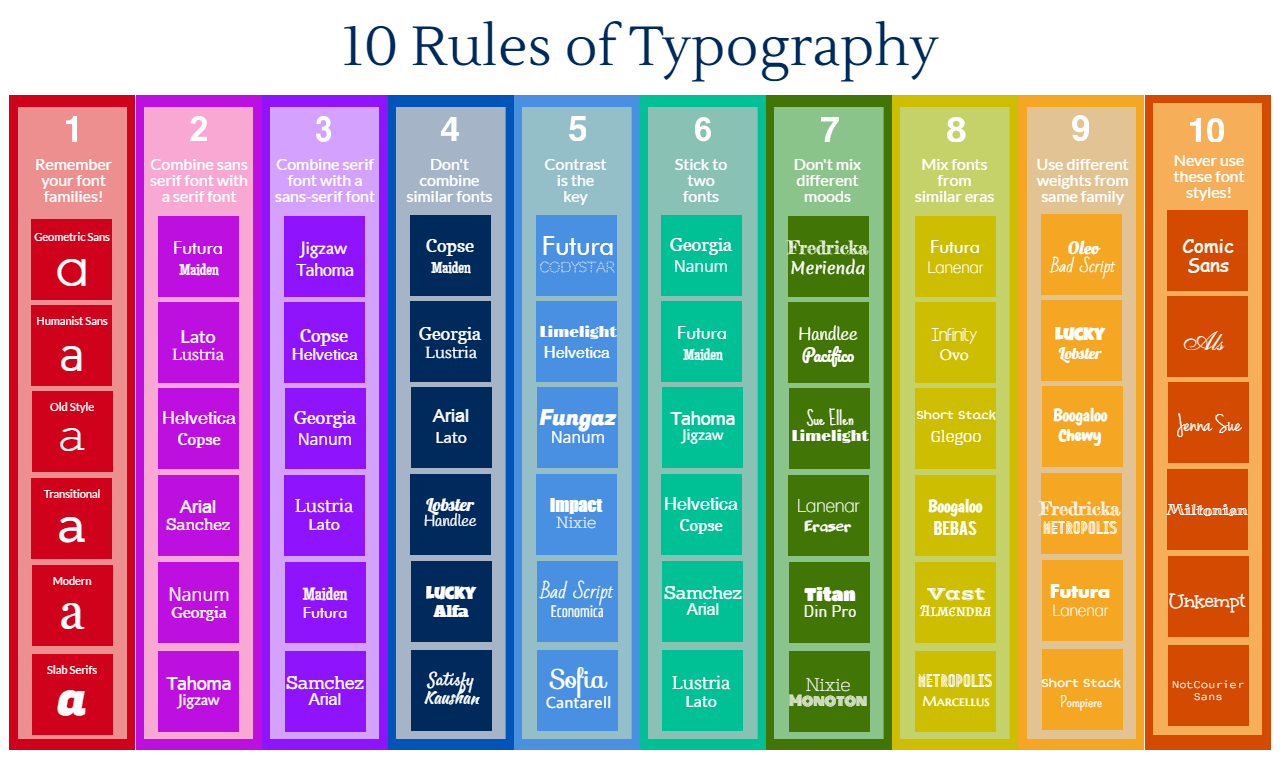 10 Rules of Typography
1
Remember
your font
families!
Geometric Sans
a
Humanist Sans
a
Old Style
a
Transitional
a
Modern
a
Slab Serifs
a
2
Combine sans
serif font with
a serif font
Futura
Maiden
Lato
Lustria
Helvetica
Copse
Arial
Sanchez
Nanum
Georgia
Tahoma
Jigzaw
3
Combine serif
font with a
sans-serif font
Jigzaw
Tahoma
Copse
Helvetica
Georgia
Nanum
Lustria
Lato
Maiden
Futura
Samchez
Arial
4
Don't
combine
similar fonts
Copse
Maiden
Georgia
Lustria
Arial
Lato
Lobster
Handlee
LUCKY
Alfa
Satisfy
Kaushan
5
Contrast
is the
key
Futura
CODYSTAR
Limelight
Helvetica
Fungaz
Nanum
Impact
Nixie
Bad Script
Economica
Sofia
Cantarell
6
Stick to
two
fonts
Georgia
Nanum
Futura
Maiden
Tahoma
Jigzaw
Helvetica
Copse
Samchez
Arial
Lustria
Lato
7
Don't mix
different
moods
Fredricka
Merienda
Handlee
Pacifico
Sue Ellen
Limelight
Lanenar
Eraser
Titan
Din Pro
Nixie
MONOTON
8
Mix fonts
from
similar eras
Futura
Lanenar
Infinity
Ovo
Short Stack
Glegoo
Boogaloo
BEBAS
Vast
ALMENDRA
METROPOLIS
MARCELLUS
9
Use different
weights from
same family
Oleo
Bad Script
LUCKY
Lobster
Boogaloo
Chewy
Fredricka
METROPOLIS
Futura
Lanenar
Short Stack
Pompiere
10
Never use
these font
styles!
Comic
Sans
Als
Jenna Sue
Miltonian
Unkempt
NotCourier
Sans